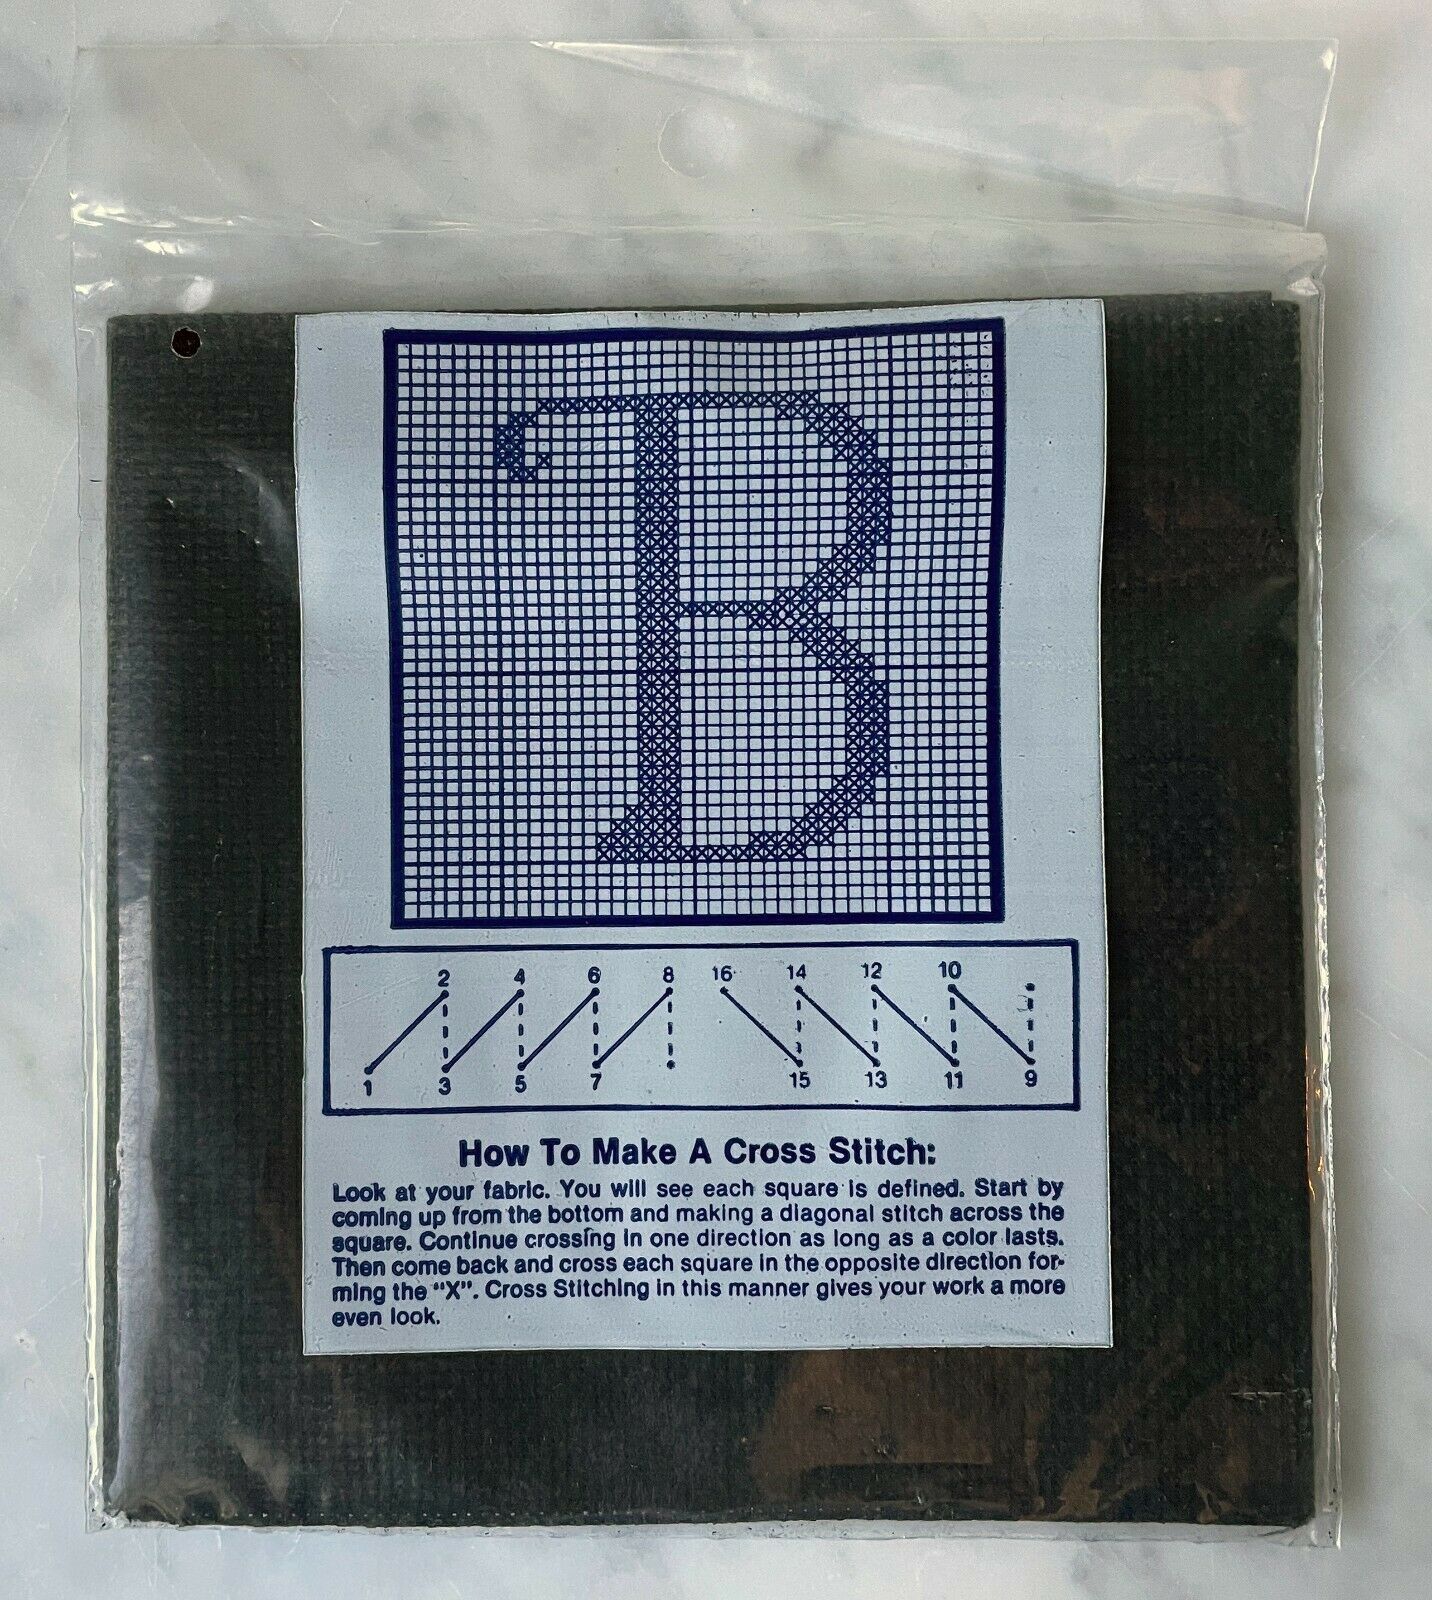 B
2 4 6 8 16 14 12 10
1 3 5 7 15 13 11 9
How To Make A Cross Stitch:
Look at your fabric. You will see each square is defined. Start by
coming up from the bottom and making a diagonal stitch across the
square. Continue crossing in one direction as long as a color lasts.
Then come back and cross each square in the opposite direction for-
ming the "X". Cross Stitching in this manner gives your work a more
even look.